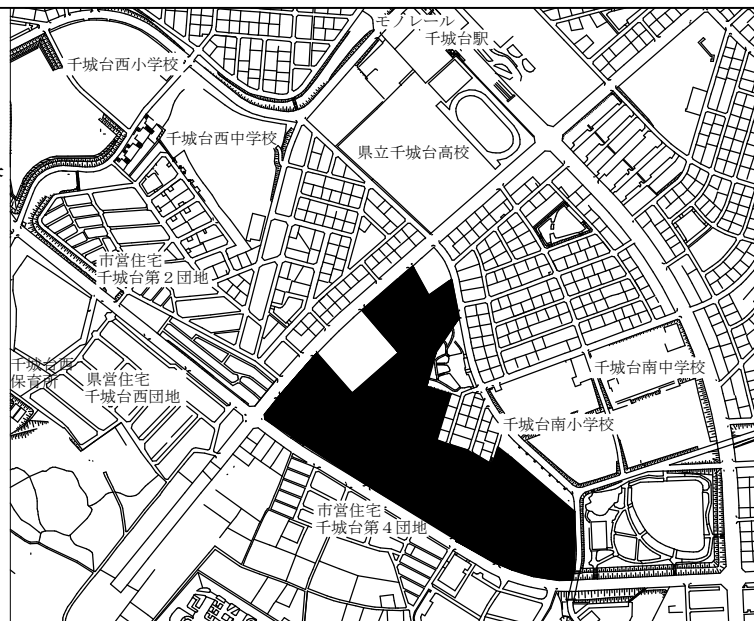 モノレール
千城台駅
千城台西小学校
千城台西中学校
県立千城台高校
市営住宅
千城台第２団地
千城台西
保育所
県営住宅
千城台西団地
千城台南中学校
千城台南小学校
市営住宅
千城台第４団地